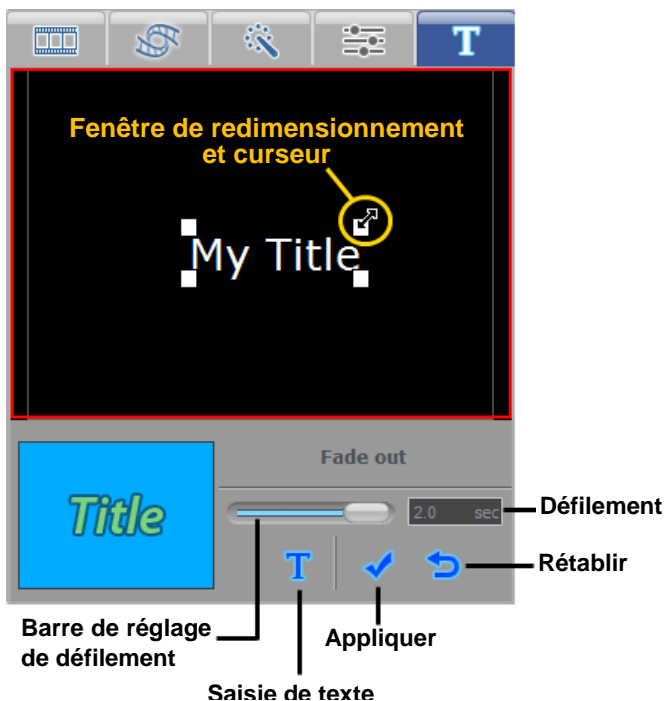 T
Fenêtre de redimensionnement
et curseur
My Title
Title
Fade out
2.0 sec
Défilement
T
Rétablir
Barre de réglage
de défilement
Appliquer
Saisie de texte